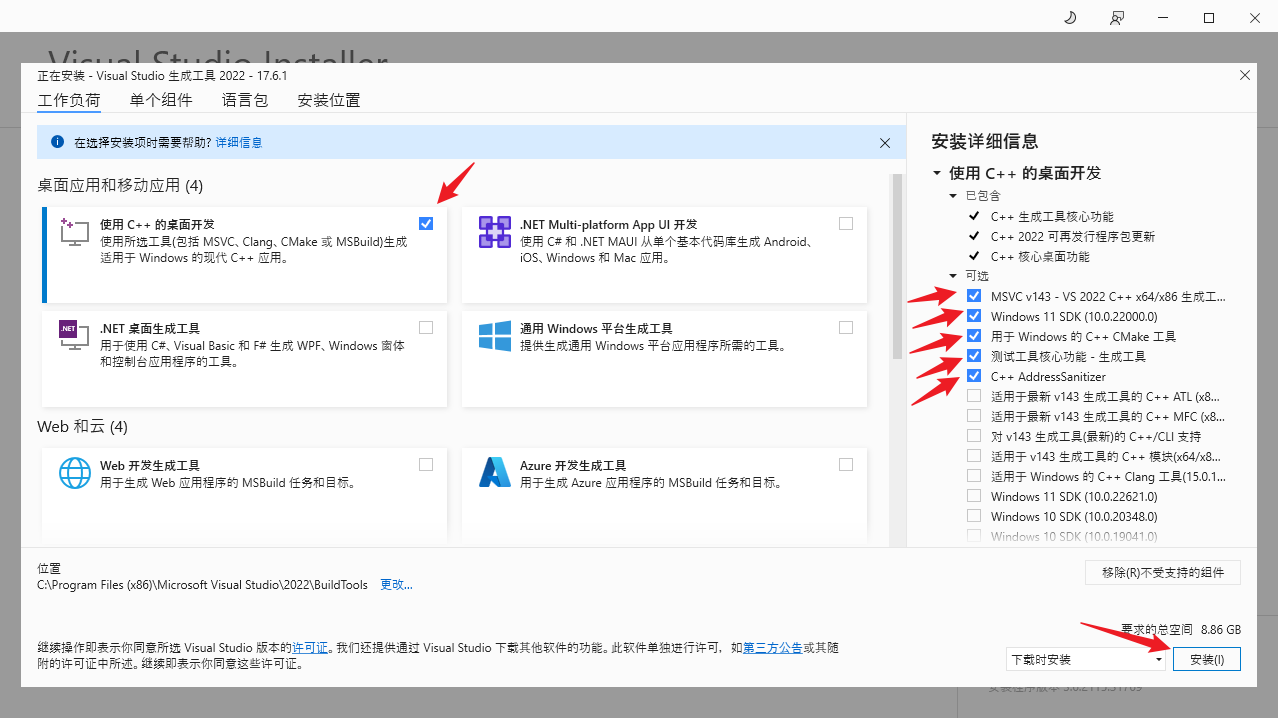 Visual Studio Installer
正在安装 - Visual Studio 生成工具 2022 - 17.6.1
工作负荷 单个组件 语言包 安装位置
在选择安装项时需要帮助? 详细信息
桌面应用和移动应用 (4)
使用 C++ 的桌面开发
使用所选工具(包括 MSVC、Clang、CMake 或 MSBuild)生成
适用于 Windows 的现代 C++ 应用。
.NET Multi-platform App UI 开发
使用 C# 和 .NET MAUI 从单个基本代码库生成 Android、
iOS、Windows 和 Mac 应用。
.NET
.NET 桌面生成工具
用于使用 C#、Visual Basic 和 F# 生成 WPF、Windows 窗体
和控制台应用程序的工具。
通用 Windows 平台生成工具
提供生成通用 Windows 平台应用程序所需的工具。
Web 和云 (4)
Web 开发生成工具
用于生成 Web 应用程序的 MSBuild 任务和目标。
Azure 开发生成工具
用于生成 Azure 应用程序的 MSBuild 任务和目标。
安装详细信息
使用 C++ 的桌面开发
已包含
C++ 生成工具核心功能
C++ 2022 可再发行程序包更新
C++ 核心桌面功能
可选
MSVC v143 - VS 2022 C++ x64/x86 生成工...
Windows 11 SDK (10.0.22000.0)
用于 Windows 的 C++ CMake 工具
测试工具核心功能 - 生成工具
C++ AddressSanitizer
适用于最新 v143 生成工具的 C++ ATL (x8...
适用于最新 v143 生成工具的 C++ MFC (x8...
对 v143 生成工具(最新)的 C++/CLI 支持
适用于 v143 生成工具的 C++ 模块(x64/x8...
适用于 Windows 的 C++ Clang 工具(15.0.1...
Windows 11 SDK (10.0.22621.0)
Windows 10 SDK (10.0.20348.0)
Windows 10 SDK (10.0.19041.0)
位置
C:\Program Files (x86)\Microsoft Visual Studio\2022\BuildTools 更改...
移除(R)不受支持的组件
要求的总空间 8.86 GB
继续操作即表示你同意所选 Visual Studio 版本的许可证。我们还提供通过 Visual Studio 下载其他软件的功能。此软件单独进行许可，如第三方公告或其随
附的许可证中所述。继续即表示你同意这些许可证。
下载时安装
安装(I)